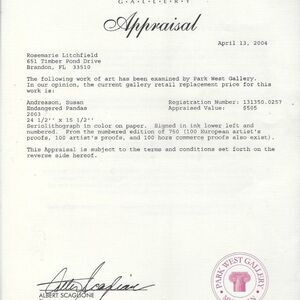 GALLERY
Appraisal
April 13, 2004
Rosemarie Litchfield
651 Timber Pond Drive
Brandon, FL 33510
The following work of art has been examined by Park West Gallery.
In our opinion, the current gallery retail replacement price for
this work is:
Andreason, Susan Registration Number: 131350.0257
Endangered Pandas Appraised Value: $505
2003
24 1/2" x 15 1/2"
Seriolithograph in color on paper. Signed in ink lower left and
numbered. From the numbered edition of 750 (100 European artist's
proofs, 100 artist's proofs, and 100 hors commerce proofs also exist).
This Appraisal is subject to the terms and conditions set forth on the
reverse side hereof.
ALBERT SCAGLIONE
PARK WEST GALLERY